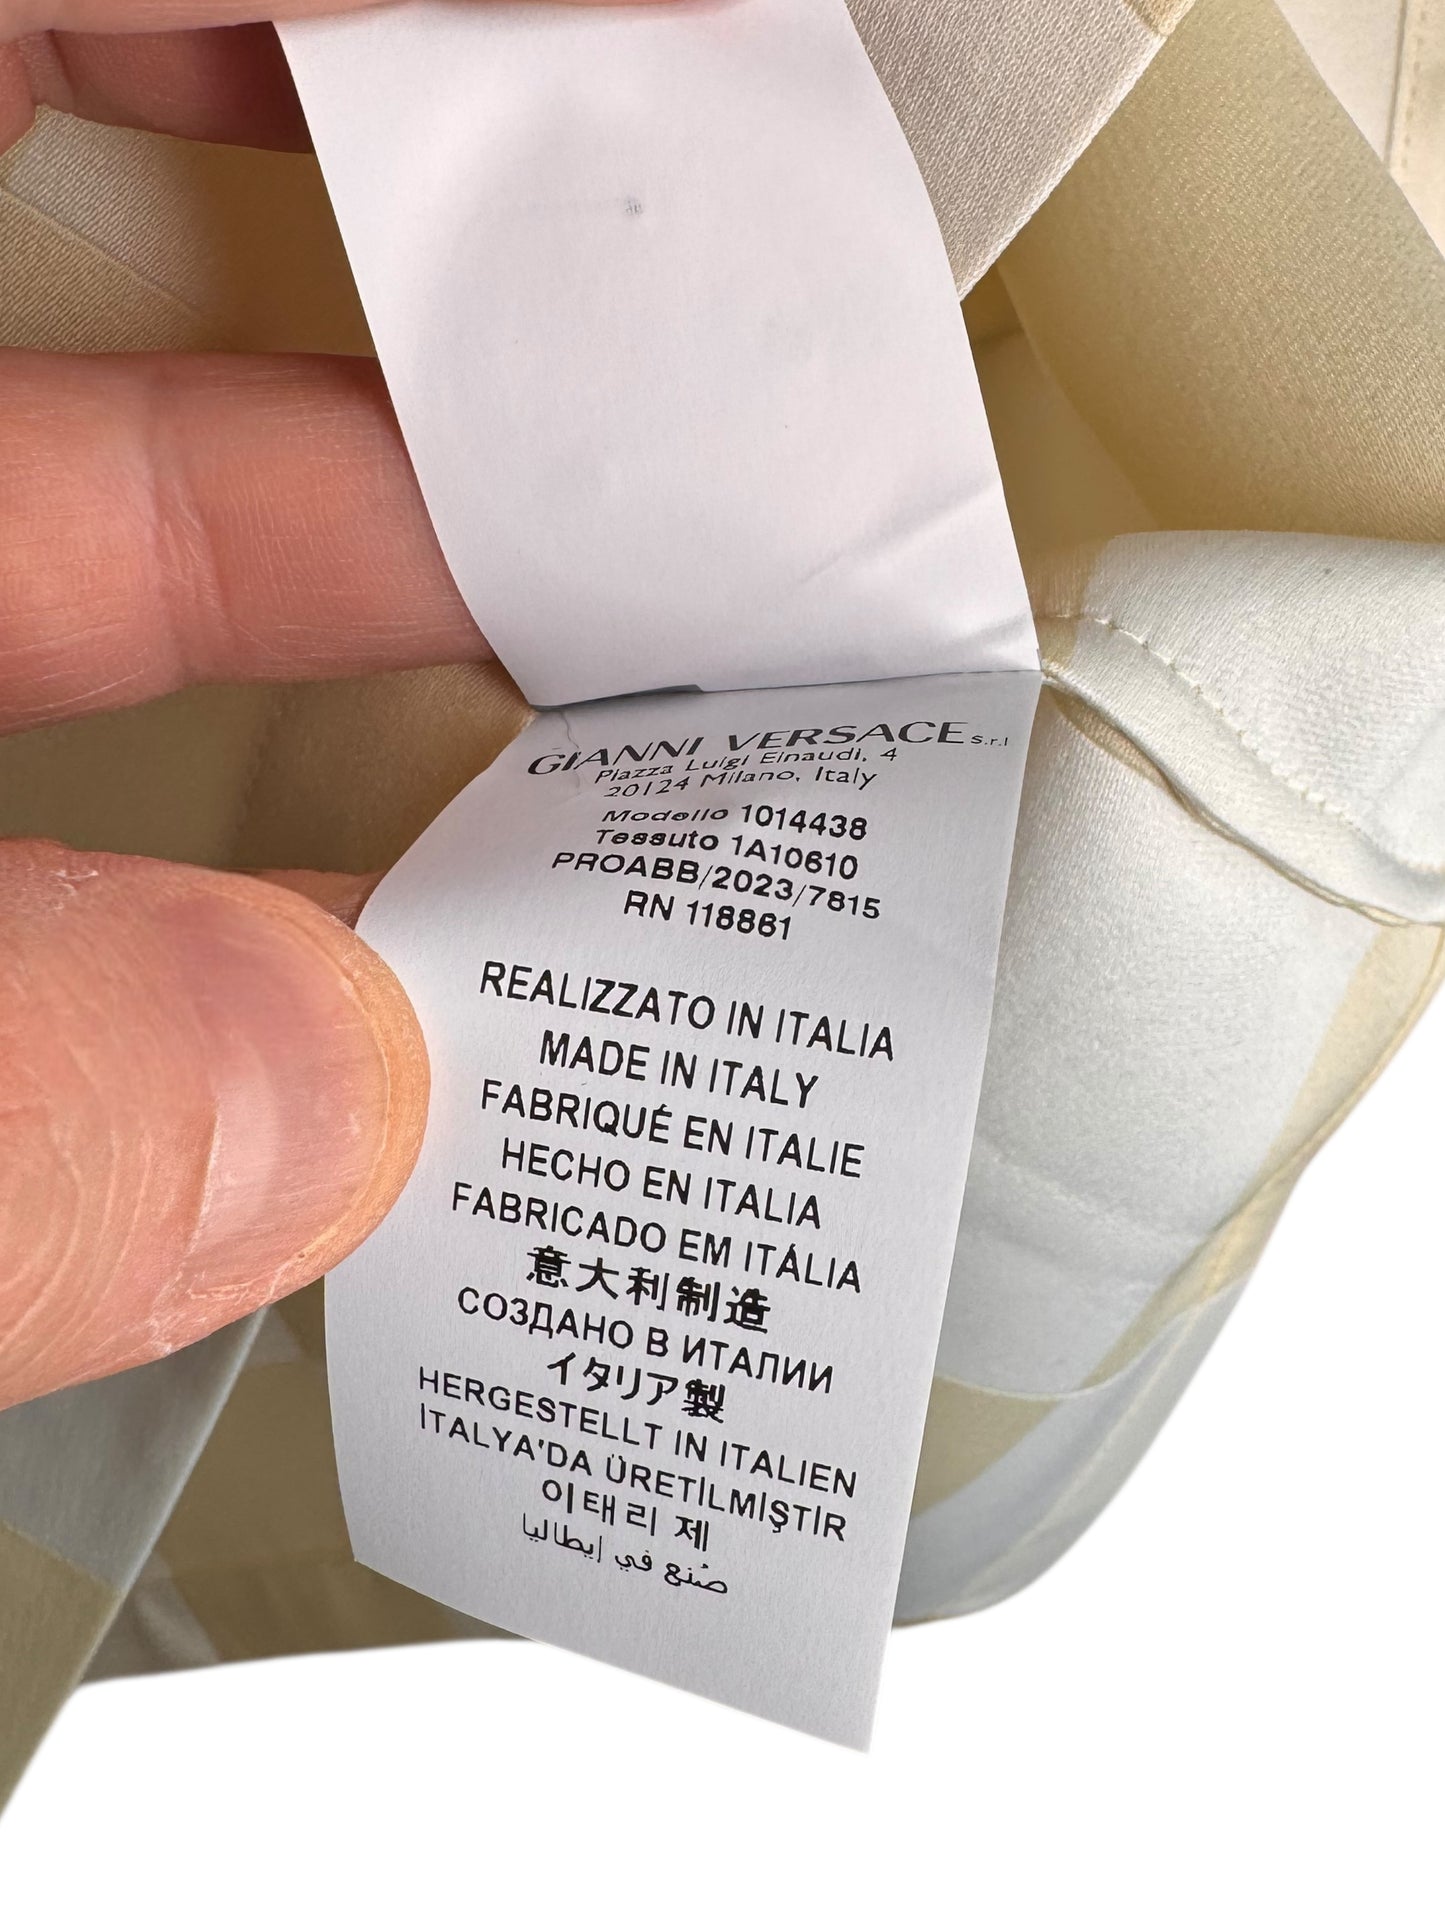 GIANNI VERSACE s.r.l
Piazza Luigi Einaudi, 4
20124 Milano, Italy
Modello 1014438
Tessuto 1A10610
PROABB/2023/7815
RN 118861
REALIZZATO IN ITALIA
MADE IN ITALY
FABRIQUÉ EN ITALIE
HECHO EN ITALIA
FABRICADO EM ITÁLIA
意大利制造
СОЗДАНО В ИТАЛИИ
イタリア製
HERGESTELLT IN ITALIEN
İTALYA'DA ÜRETİLMİŞTİR
이태리 제
صُنع في إيطاليا